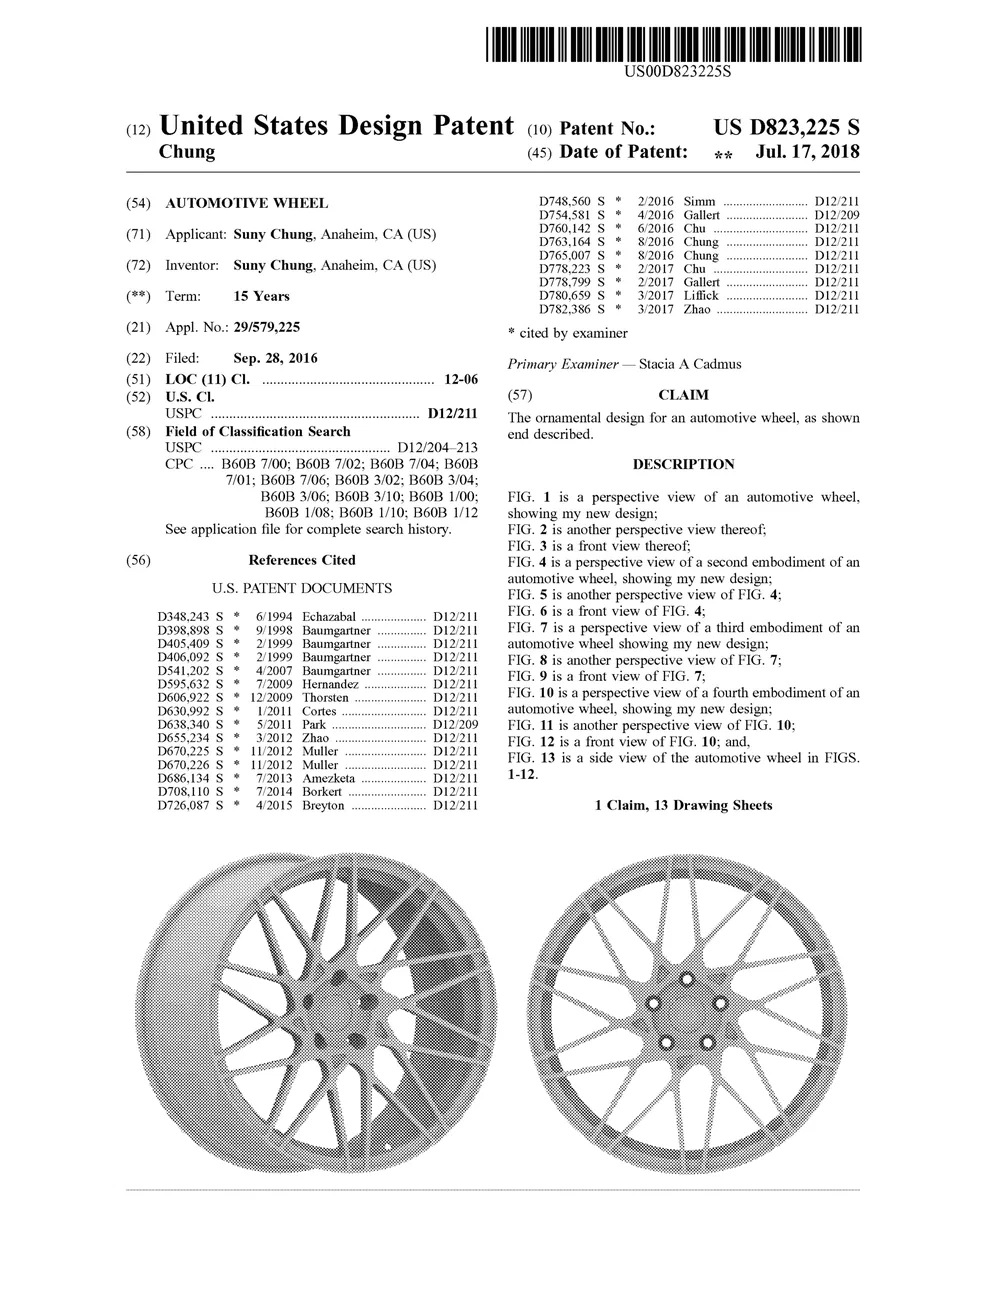 US00D823225S
(12) United States Design Patent
Chung
(10) Patent No.: US D823,225 S
(45) Date of Patent: ** Jul. 17, 2018
(54) AUTOMOTIVE WHEEL
(71) Applicant: Suny Chung, Anaheim, CA (US)
(72) Inventor: Suny Chung, Anaheim, CA (US)
(**) Term: 15 Years
(21) Appl. No.: 29/579,225
(22) Filed: Sep. 28, 2016
(51) LOC (11) Cl. ............................................... 12-06
(52) U.S. Cl.
USPC ......................................................... D12/211
(58) Field of Classification Search
USPC ................................................. D12/204–213
CPC .... B60B 7/00; B60B 7/02; B60B 7/04; B60B
7/01; B60B 7/06; B60B 3/02; B60B 3/04;
B60B 3/06; B60B 3/10; B60B 1/00;
B60B 1/08; B60B 1/10; B60B 1/12
See application file for complete search history.
(56) References Cited
U.S. PATENT DOCUMENTS
D348,243 S * 6/1994 Echazabal ................... D12/211
D398,898 S * 9/1998 Baumgartner .............. D12/211
D405,409 S * 2/1999 Baumgartner .............. D12/211
D406,092 S * 2/1999 Baumgartner .............. D12/211
D541,202 S * 4/2007 Baumgartner .............. D12/211
D595,632 S * 7/2009 Hernandez .................. D12/211
D606,922 S * 12/2009 Thorsten ..................... D12/211
D630,992 S * 1/2011 Cortes ......................... D12/211
D638,340 S * 5/2011 Park ............................ D12/209
D655,234 S * 3/2012 Zhao ........................... D12/211
D670,225 S * 11/2012 Muller ........................ D12/211
D670,226 S * 11/2012 Muller ........................ D12/211
D686,134 S * 7/2013 Amezketa ................... D12/211
D708,110 S * 7/2014 Borkert ....................... D12/211
D726,087 S * 4/2015 Breyton ...................... D12/211
D748,560 S * 2/2016 Simm ......................... D12/211
D754,581 S * 4/2016 Gallert ........................ D12/209
D760,142 S * 6/2016 Chu ............................ D12/211
D763,164 S * 8/2016 Chung ........................ D12/211
D765,007 S * 8/2016 Chung ........................ D12/211
D778,223 S * 2/2017 Chu ............................ D12/211
D778,799 S * 2/2017 Gallert ........................ D12/211
D780,659 S * 3/2017 Liffick ........................ D12/211
D782,386 S * 3/2017 Zhao ........................... D12/211
* cited by examiner
Primary Examiner — Stacia A Cadmus
(57) CLAIM
The ornamental design for an automotive wheel, as shown
end described.
DESCRIPTION
FIG. 1 is a perspective view of an automotive wheel,
showing my new design;
FIG. 2 is another perspective view thereof;
FIG. 3 is a front view thereof;
FIG. 4 is a perspective view of a second embodiment of an
automotive wheel, showing my new design;
FIG. 5 is another perspective view of FIG. 4;
FIG. 6 is a front view of FIG. 4;
FIG. 7 is a perspective view of a third embodiment of an
automotive wheel showing my new design;
FIG. 8 is another perspective view of FIG. 7;
FIG. 9 is a front view of FIG. 7;
FIG. 10 is a perspective view of a fourth embodiment of an
automotive wheel, showing my new design;
FIG. 11 is another perspective view of FIG. 10;
FIG. 12 is a front view of FIG. 10; and,
FIG. 13 is a side view of the automotive wheel in FIGS.
1-12.
1 Claim, 13 Drawing Sheets